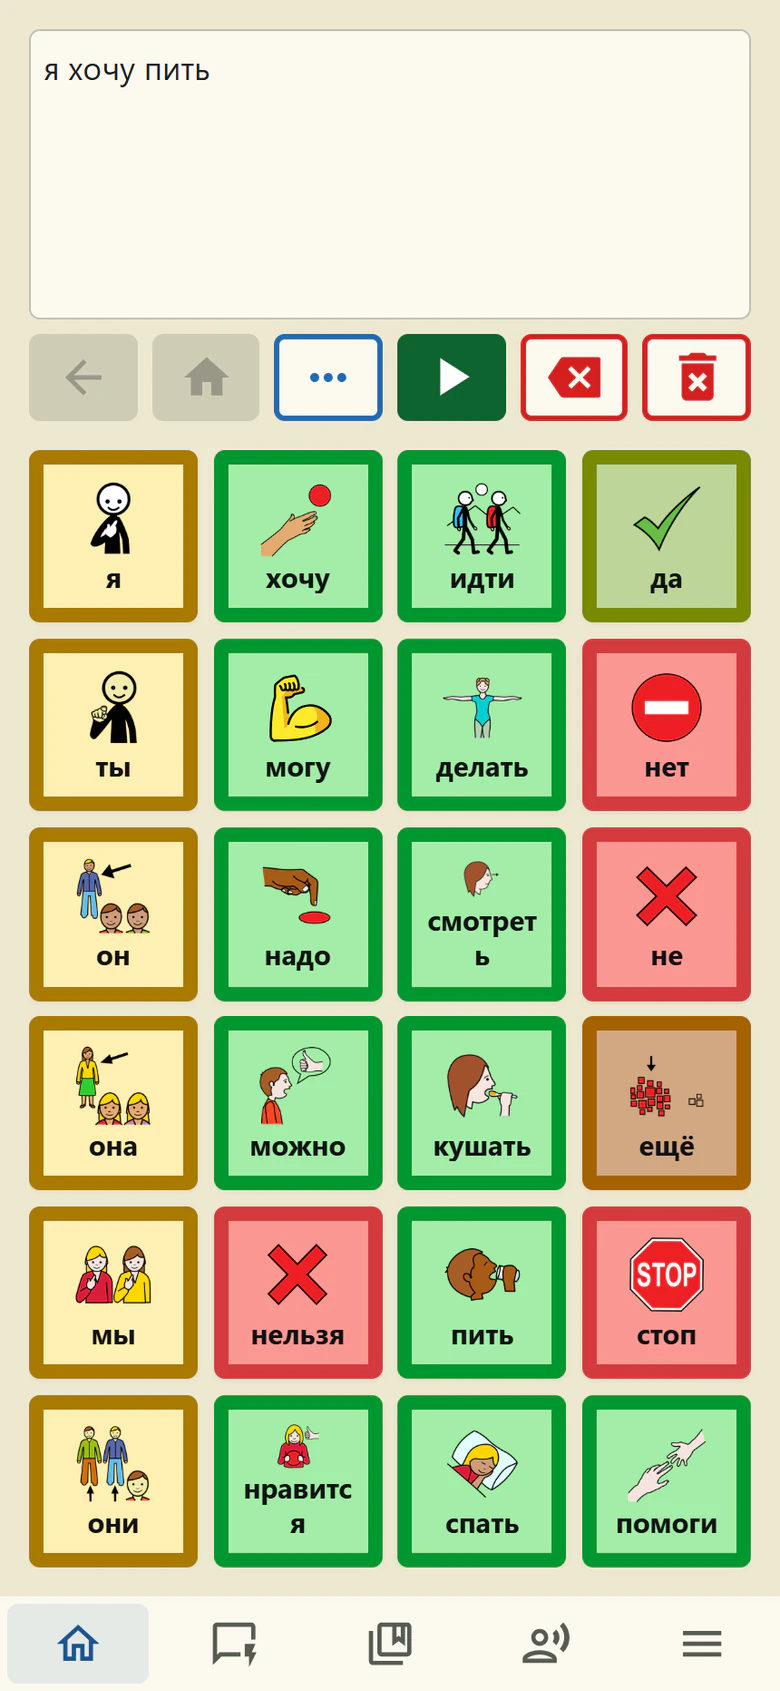 я хочу пить
я
хочу
идти
да
ты
могу
делать
нет
он
надо
смотрет
ь
не
она
можно
кушать
ещё
мы
нельзя
пить
STOP
стоп
они
нравитс
я
спать
помоги